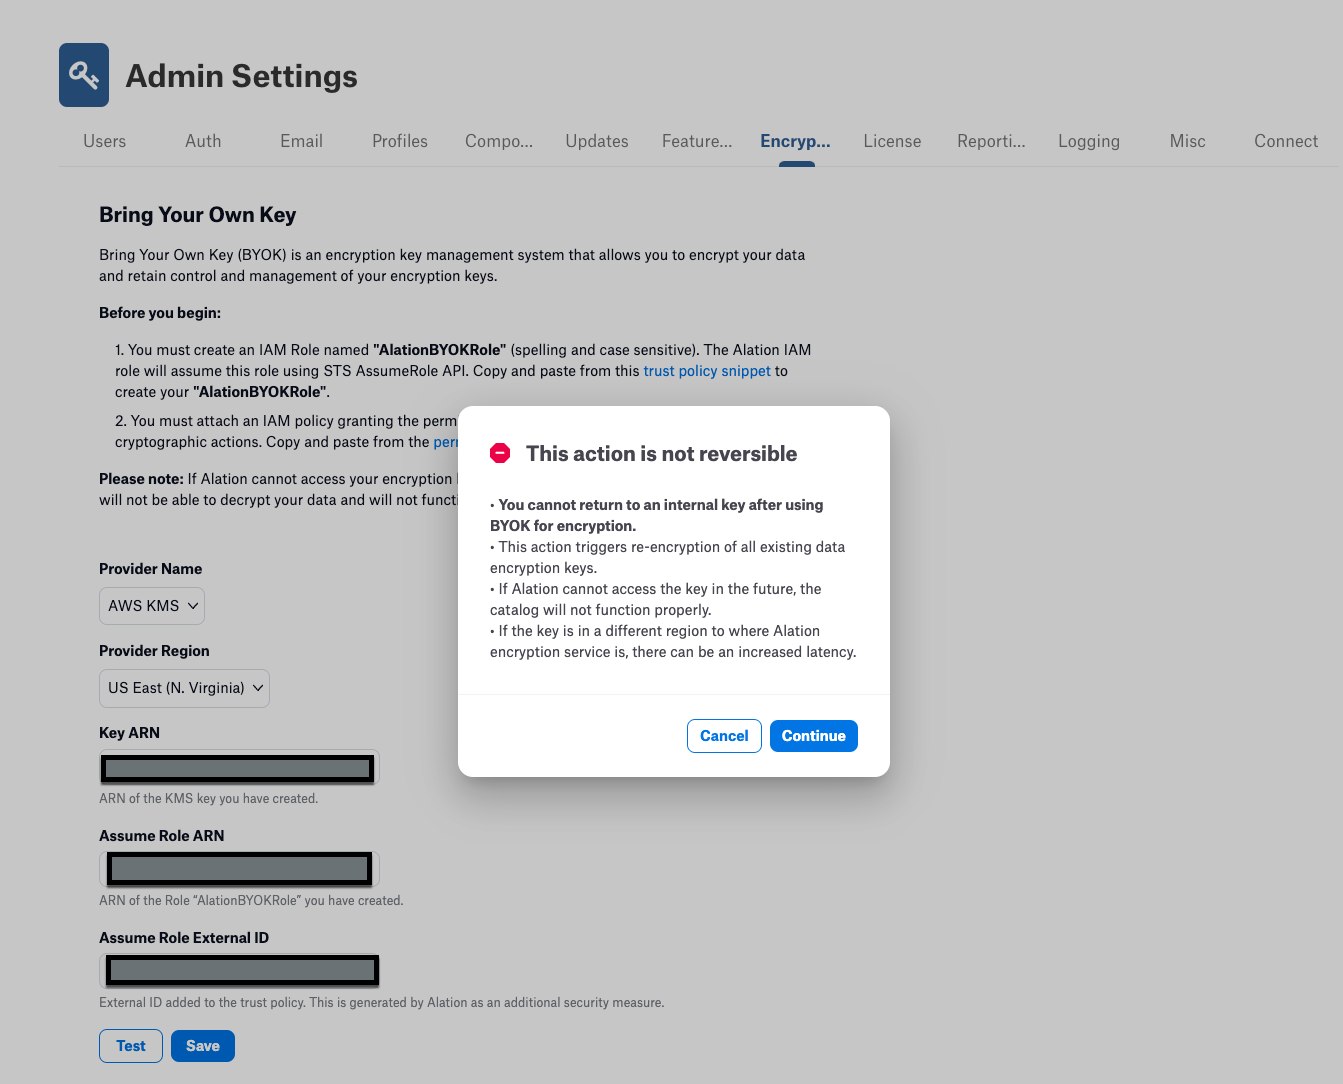 Admin Settings
Users Auth Email Profiles Compo... Updates Feature... Encryp... License Reporti... Logging Misc Connect
Bring Your Own Key
Bring Your Own Key (BYOK) is an encryption key management system that allows you to encrypt your data
and retain control and management of your encryption keys.
Before you begin:
1. You must create an IAM Role named "AlationBYOKRole" (spelling and case sensitive). The Alation IAM
role will assume this role using STS AssumeRole API. Copy and paste from this trust policy snippet to
create your "AlationBYOKRole".
2. You must attach an IAM policy granting the perm
cryptographic actions. Copy and paste from the perr
Please note: If Alation cannot access your encryption
will not be able to decrypt your data and will not functi
Provider Name
AWS KMS
Provider Region
US East (N. Virginia)
Key ARN
ARN of the KMS key you have created.
Assume Role ARN
ARN of the Role “AlationBYOKRole” you have created.
Assume Role External ID
External ID added to the trust policy. This is generated by Alation as an additional security measure.
Test Save
This action is not reversible
• You cannot return to an internal key after using
BYOK for encryption.
• This action triggers re-encryption of all existing data
encryption keys.
• If Alation cannot access the key in the future, the
catalog will not function properly.
• If the key is in a different region to where Alation
encryption service is, there can be an increased latency.
Cancel Continue